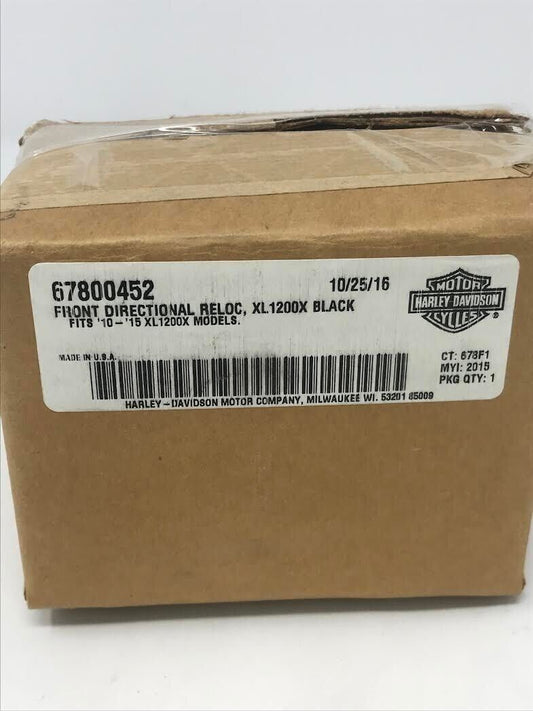 67800452 10/25/16
FRONT DIRECTIONAL RELOC, XL1200X BLACK
FITS '10-'15 XL1200X MODELS.
MOTOR
HARLEY-DAVIDSON
CYCLES ®
MADE IN U.S.A.
CT: 678F1
MYI: 2015
PKG QTY: 1
HARLEY-DAVIDSON MOTOR COMPANY, MILWAUKEE WI. 53201 85009